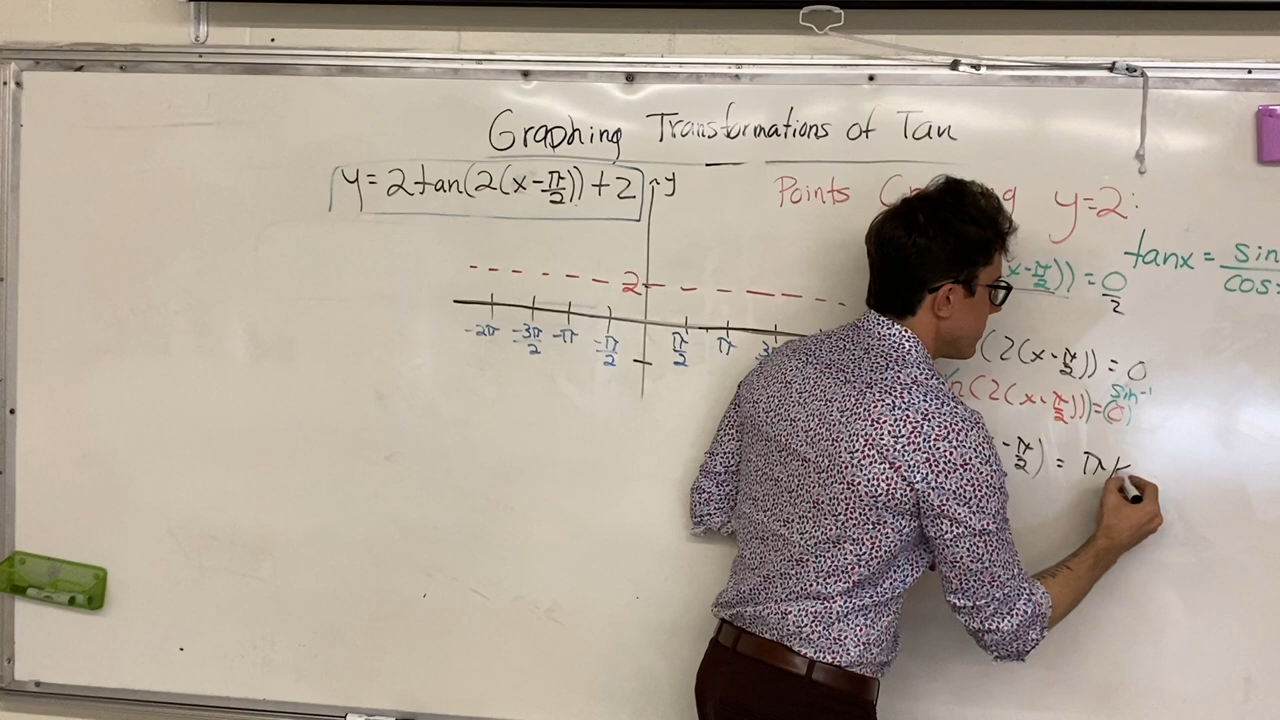 Graphing Transformations of Tan
y=2tan(2(x-π/2))+2
y
Points y=2:
tanx = sin/cos
x-π/2)) = 0/2
2
-2π -3π/2 -π -π/2 π/2 π 3
(2(x-π/2)) = 0
sin⁻¹
(2(x-π/2))=(0)
-π/2) = πk